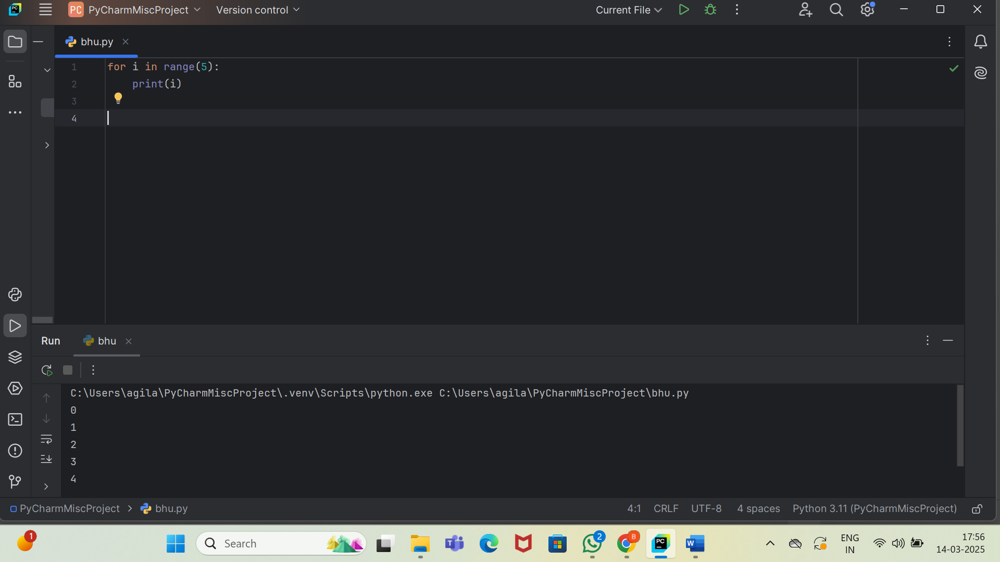 PC
PC PyCharmMiscProject Version control Current File
bhu.py
1 for i in range(5):
2 print(i)
3
4
Run bhu
C:\Users\agila\PyCharmMiscProject\.venv\Scripts\python.exe C:\Users\agila\PyCharmMiscProject\bhu.py
0
1
2
3
4
PyCharmMiscProject > bhu.py 4:1 CRLF UTF-8 4 spaces Python 3.11 (PyCharmMiscProject)
1 Search T 2 B PC W ENG 17:56
IN 14-03-2025